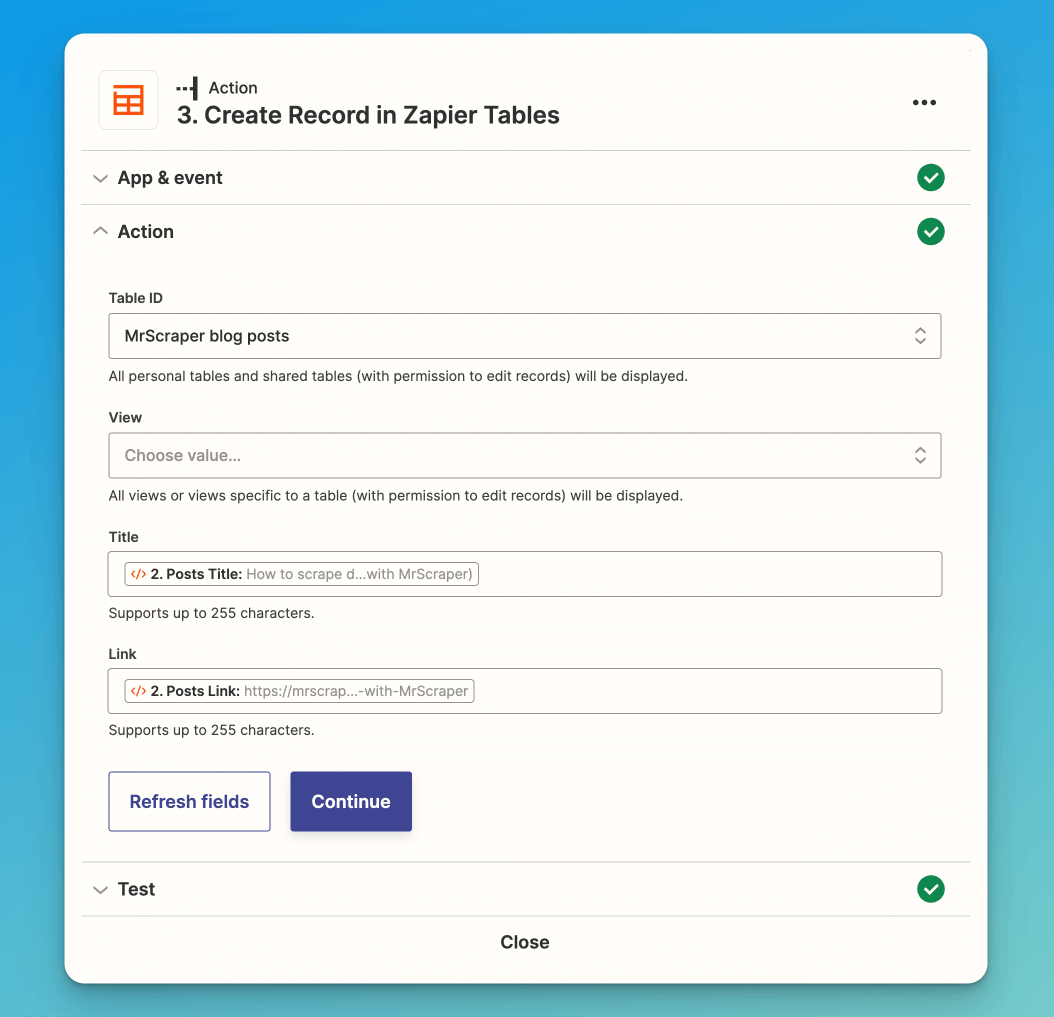 Action
3. Create Record in Zapier Tables
App & event
Action
Table ID
MrScraper blog posts
All personal tables and shared tables (with permission to edit records) will be displayed.
View
Choose value...
All views or views specific to a table (with permission to edit records) will be displayed.
Title
</> 2. Posts Title: How to scrape d...with MrScraper)
Supports up to 255 characters.
Link
</> 2. Posts Link: https://mrscrap...-with-MrScraper
Supports up to 255 characters.
Refresh fields Continue
Test
Close